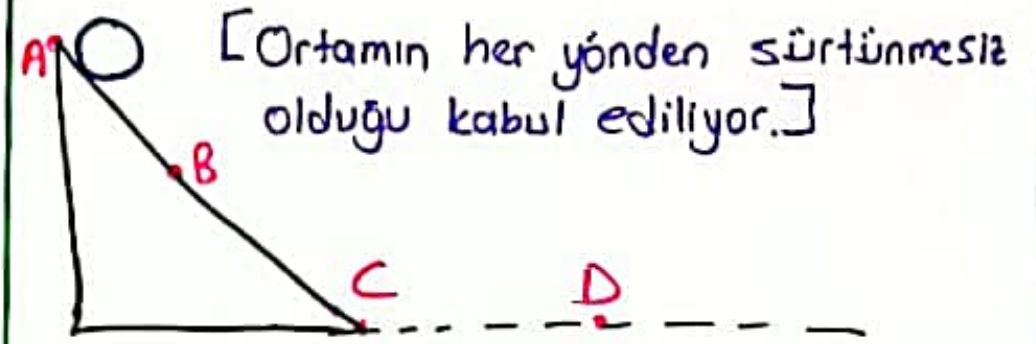 [Ortamın her yönden sürtünmesiz
olduğu kabul ediliyor.]
A
B
C
D